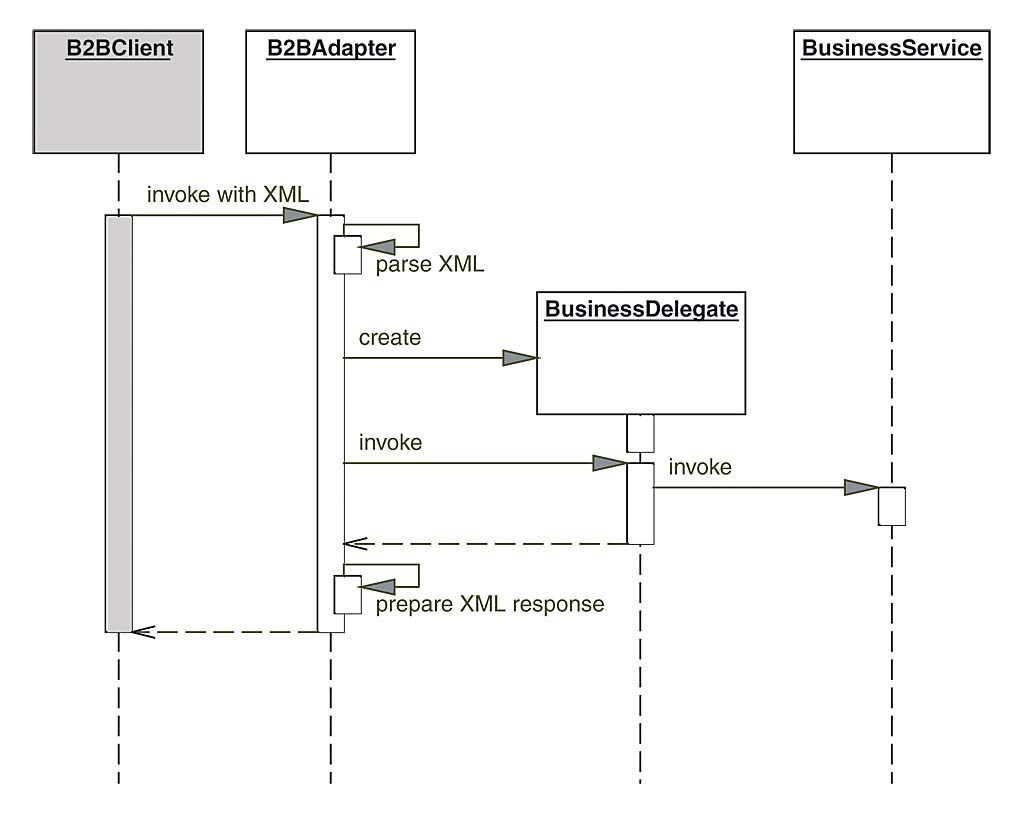 B2BClient
B2BAdapter
BusinessService
invoke with XML
parse XML
BusinessDelegate
create
invoke
invoke
prepare XML response